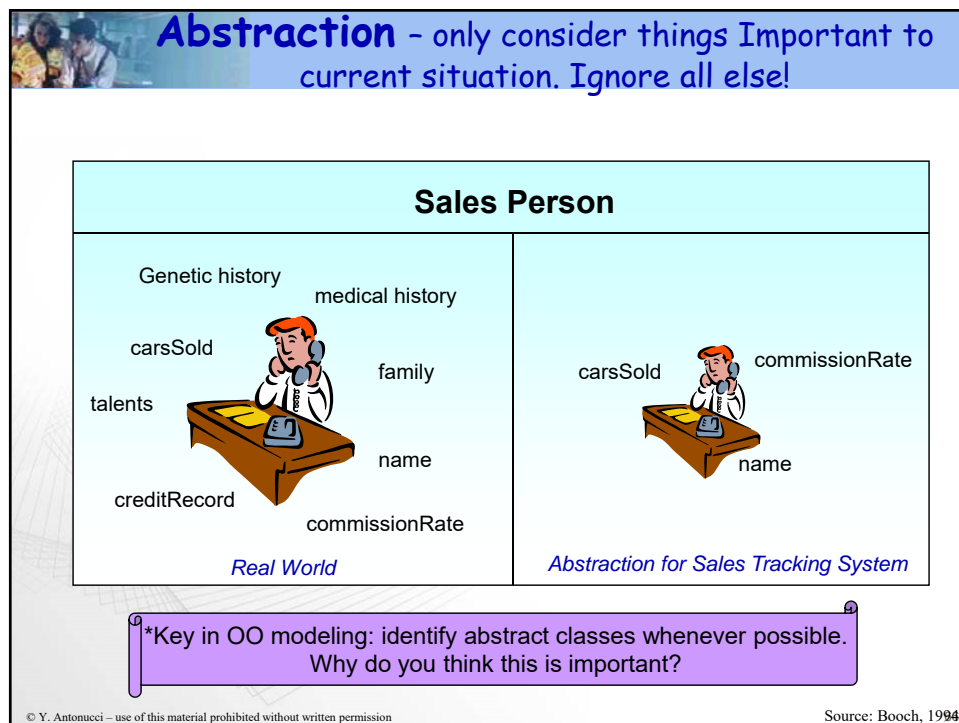 Abstraction – only consider things Important to
current situation. Ignore all else!
Sales Person
Genetic history
medical history
carsSold
family
talents
name
creditRecord
commissionRate
Real World
carsSold
commissionRate
name
Abstraction for Sales Tracking System
*Key in OO modeling: identify abstract classes whenever possible.
Why do you think this is important?
© Y. Antonucci – use of this material prohibited without written permission
Source: Booch, 1994